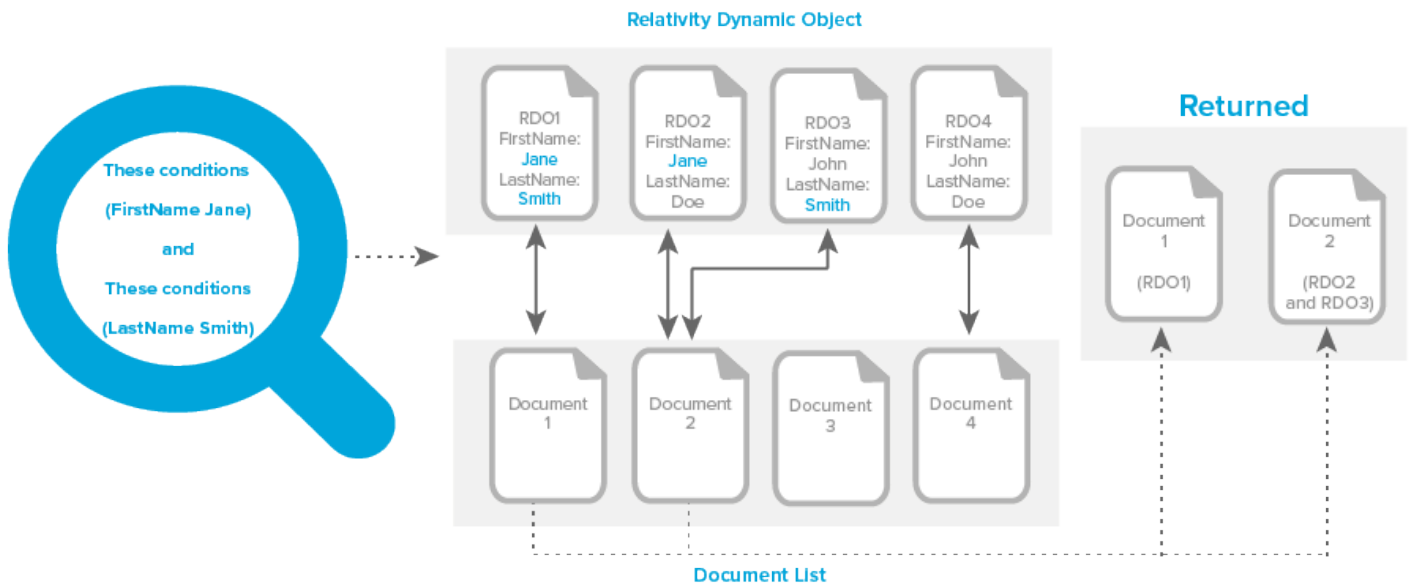 Relativity Dynamic Object
These conditions
(FirstName Jane)
and
These conditions
(LastName Smith)
RDO1
FirstName:
Jane
LastName:
Smith
RDO2
FirstName:
Jane
LastName:
Doe
RDO3
FirstName:
John
LastName:
Smith
RDO4
FirstName:
John
LastName:
Doe
Document
1
Document
2
Document
3
Document
4
Document List
Returned
Document
1
(RDO1)
Document
2
(RDO2
and RDO3)